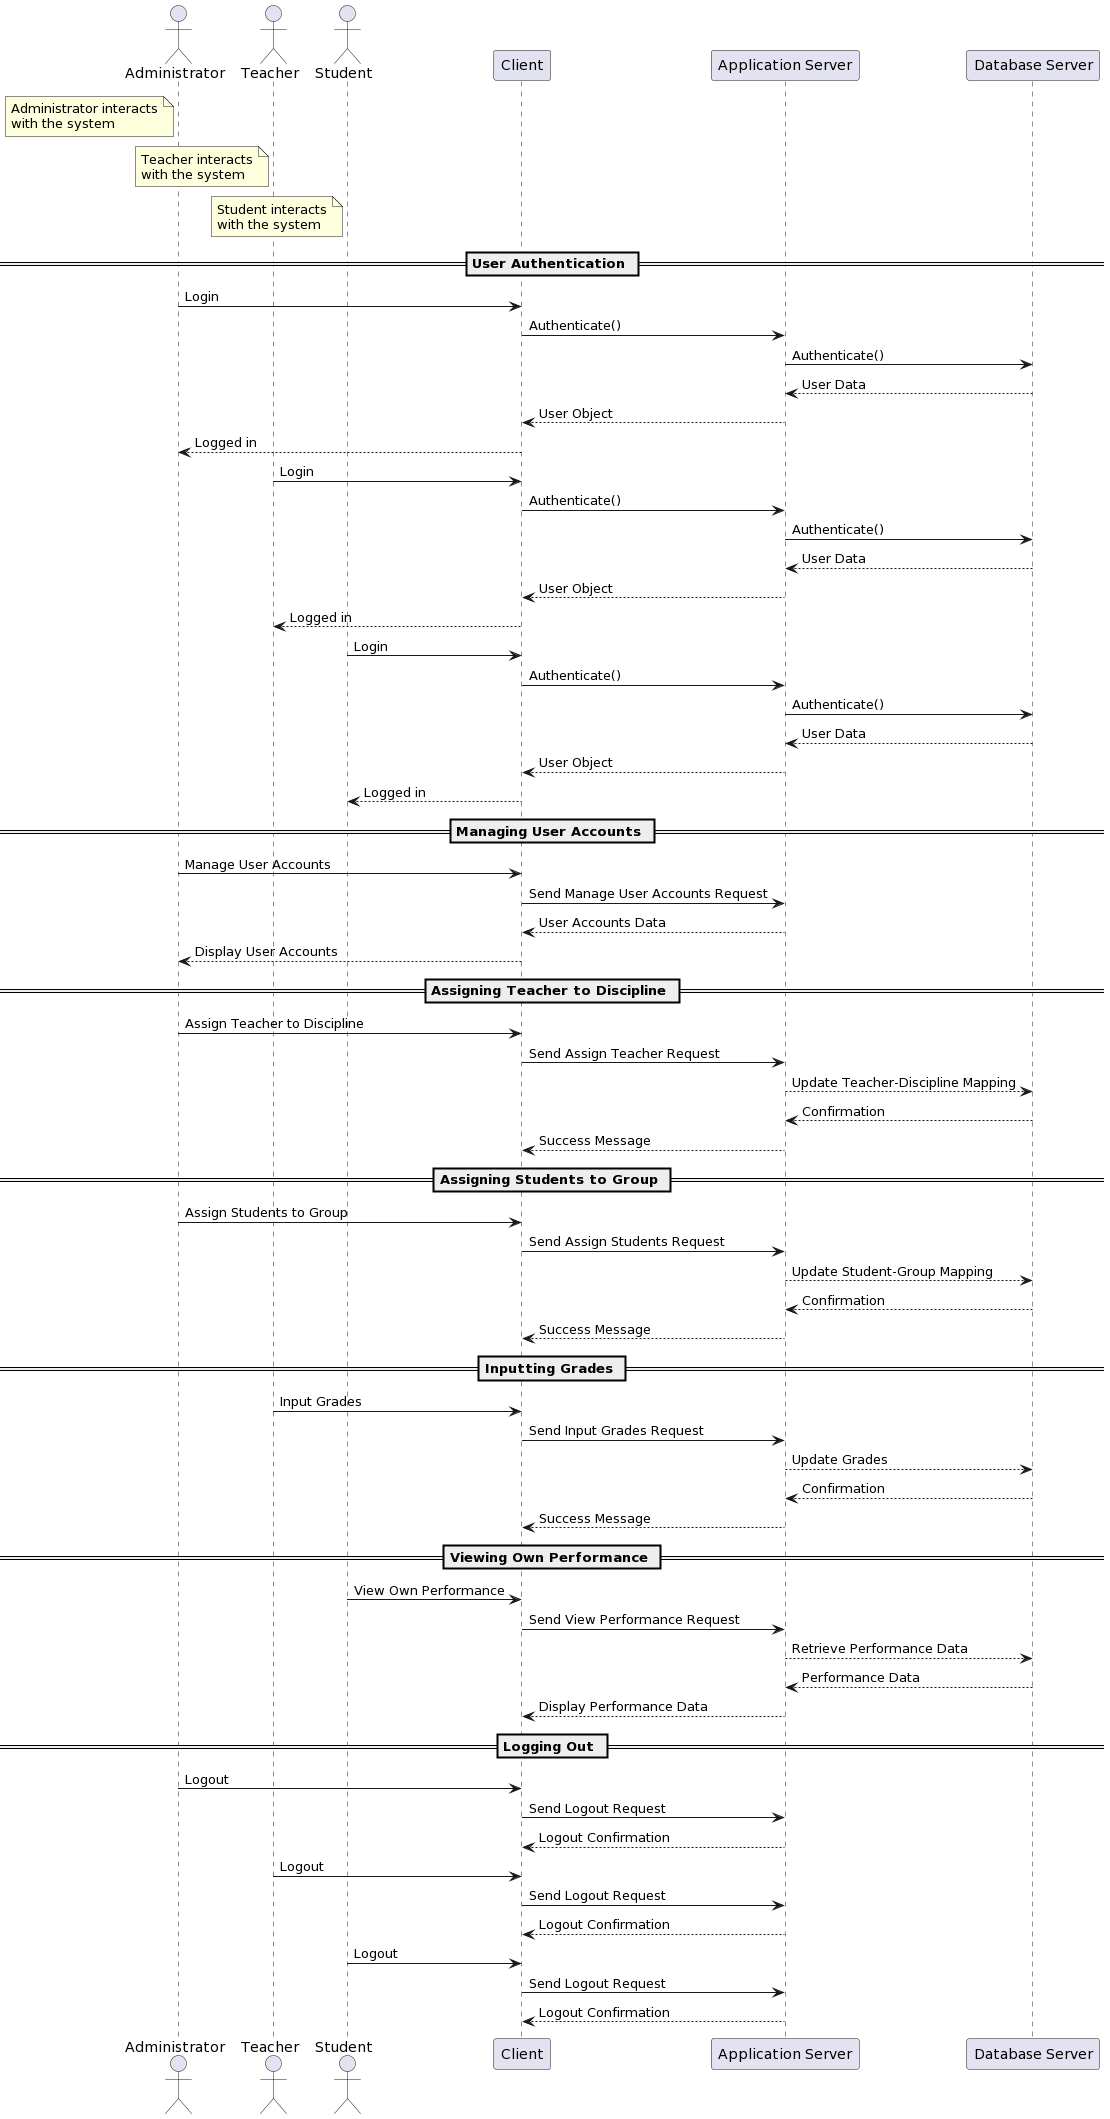 Administrator Teacher Student
Client Application Server Database Server
Administrator interacts
with the system
Teacher interacts
with the system
Student interacts
with the system
User Authentication
Login
Authenticate()
Authenticate()
User Data
User Object
Logged in
Login
Authenticate()
Authenticate()
User Data
User Object
Logged in
Login
Authenticate()
Authenticate()
User Data
User Object
Logged in
Managing User Accounts
Manage User Accounts
Send Manage User Accounts Request
User Accounts Data
Display User Accounts
Assigning Teacher to Discipline
Assign Teacher to Discipline
Send Assign Teacher Request
Update Teacher-Discipline Mapping
Confirmation
Success Message
Assigning Students to Group
Assign Students to Group
Send Assign Students Request
Update Student-Group Mapping
Confirmation
Success Message
Inputting Grades
Input Grades
Send Input Grades Request
Update Grades
Confirmation
Success Message
Viewing Own Performance
View Own Performance
Send View Performance Request
Retrieve Performance Data
Performance Data
Display Performance Data
Logging Out
Logout
Send Logout Request
Logout Confirmation
Logout
Send Logout Request
Logout Confirmation
Logout
Send Logout Request
Logout Confirmation
Administrator Teacher Student
Client Application Server Database Server